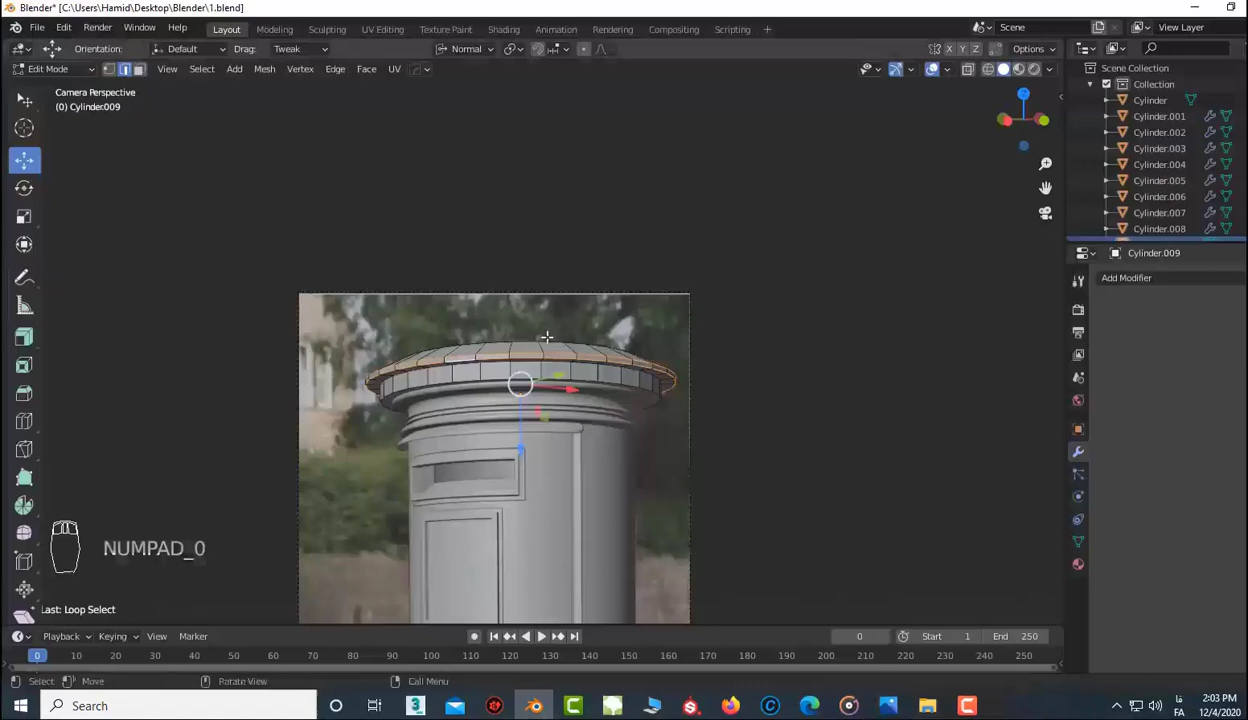 Blender* [C:\Users\Hamid\Desktop\Blender\1.blend]
File Edit Render Window Help Layout Modeling Sculpting UV Editing Texture Paint Shading Animation Rendering Compositing Scripting + Scene View Layer
Orientation: Default Drag: Tweak Normal X Y Z Options
Edit Mode View Select Add Mesh Vertex Edge Face UV
Scene Collection
Collection
Cylinder
Cylinder.001
Cylinder.002
Cylinder.003
Cylinder.004
Cylinder.005
Cylinder.006
Cylinder.007
Cylinder.008
Camera Perspective
(0) Cylinder.009
Cylinder.009
Add Modifier
NUMPAD_0
Last: Loop Select
Playback Keying View Marker 0 Start 1 End 250
0 10 20 30 40 50 60 70 80 90 100 110 120 130 140 150 160 170 180 190 200 210 220 230 240 250
Select Move Rotate View Call Menu
Search
2:03 PM
فا
FA
12/4/2020